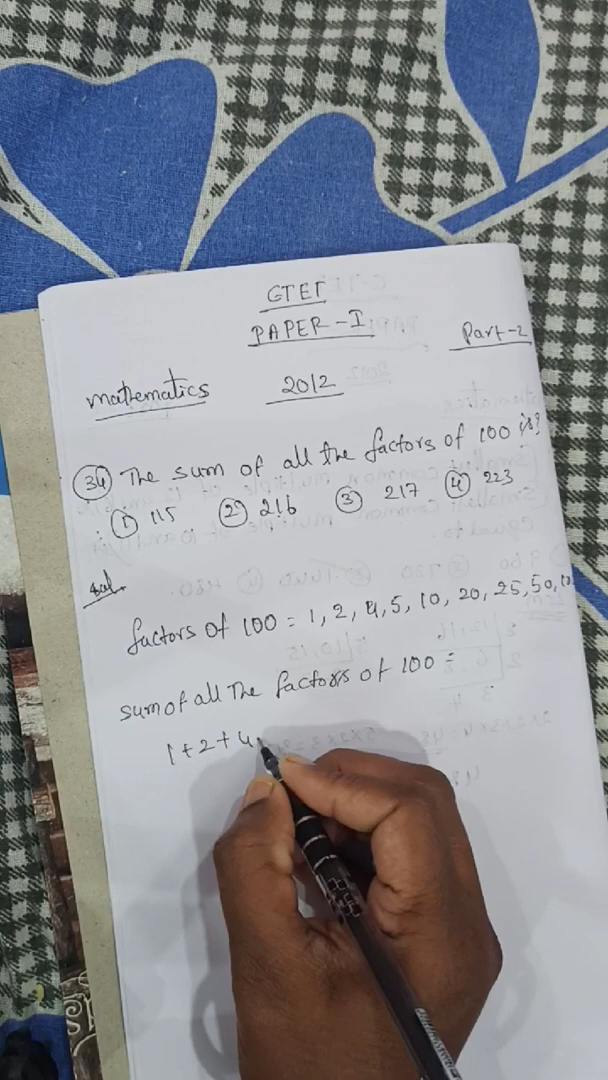 CTET
PAPER-I
Part-2
mathematics 2012
34 The sum of all the factors of 100 is?
1 115 2 216 3 217 4 223
Sol.
factors of 100 = 1, 2, 4, 5, 10, 20, 25, 50, 10
sum of all The factors of 100 =
1+2+4